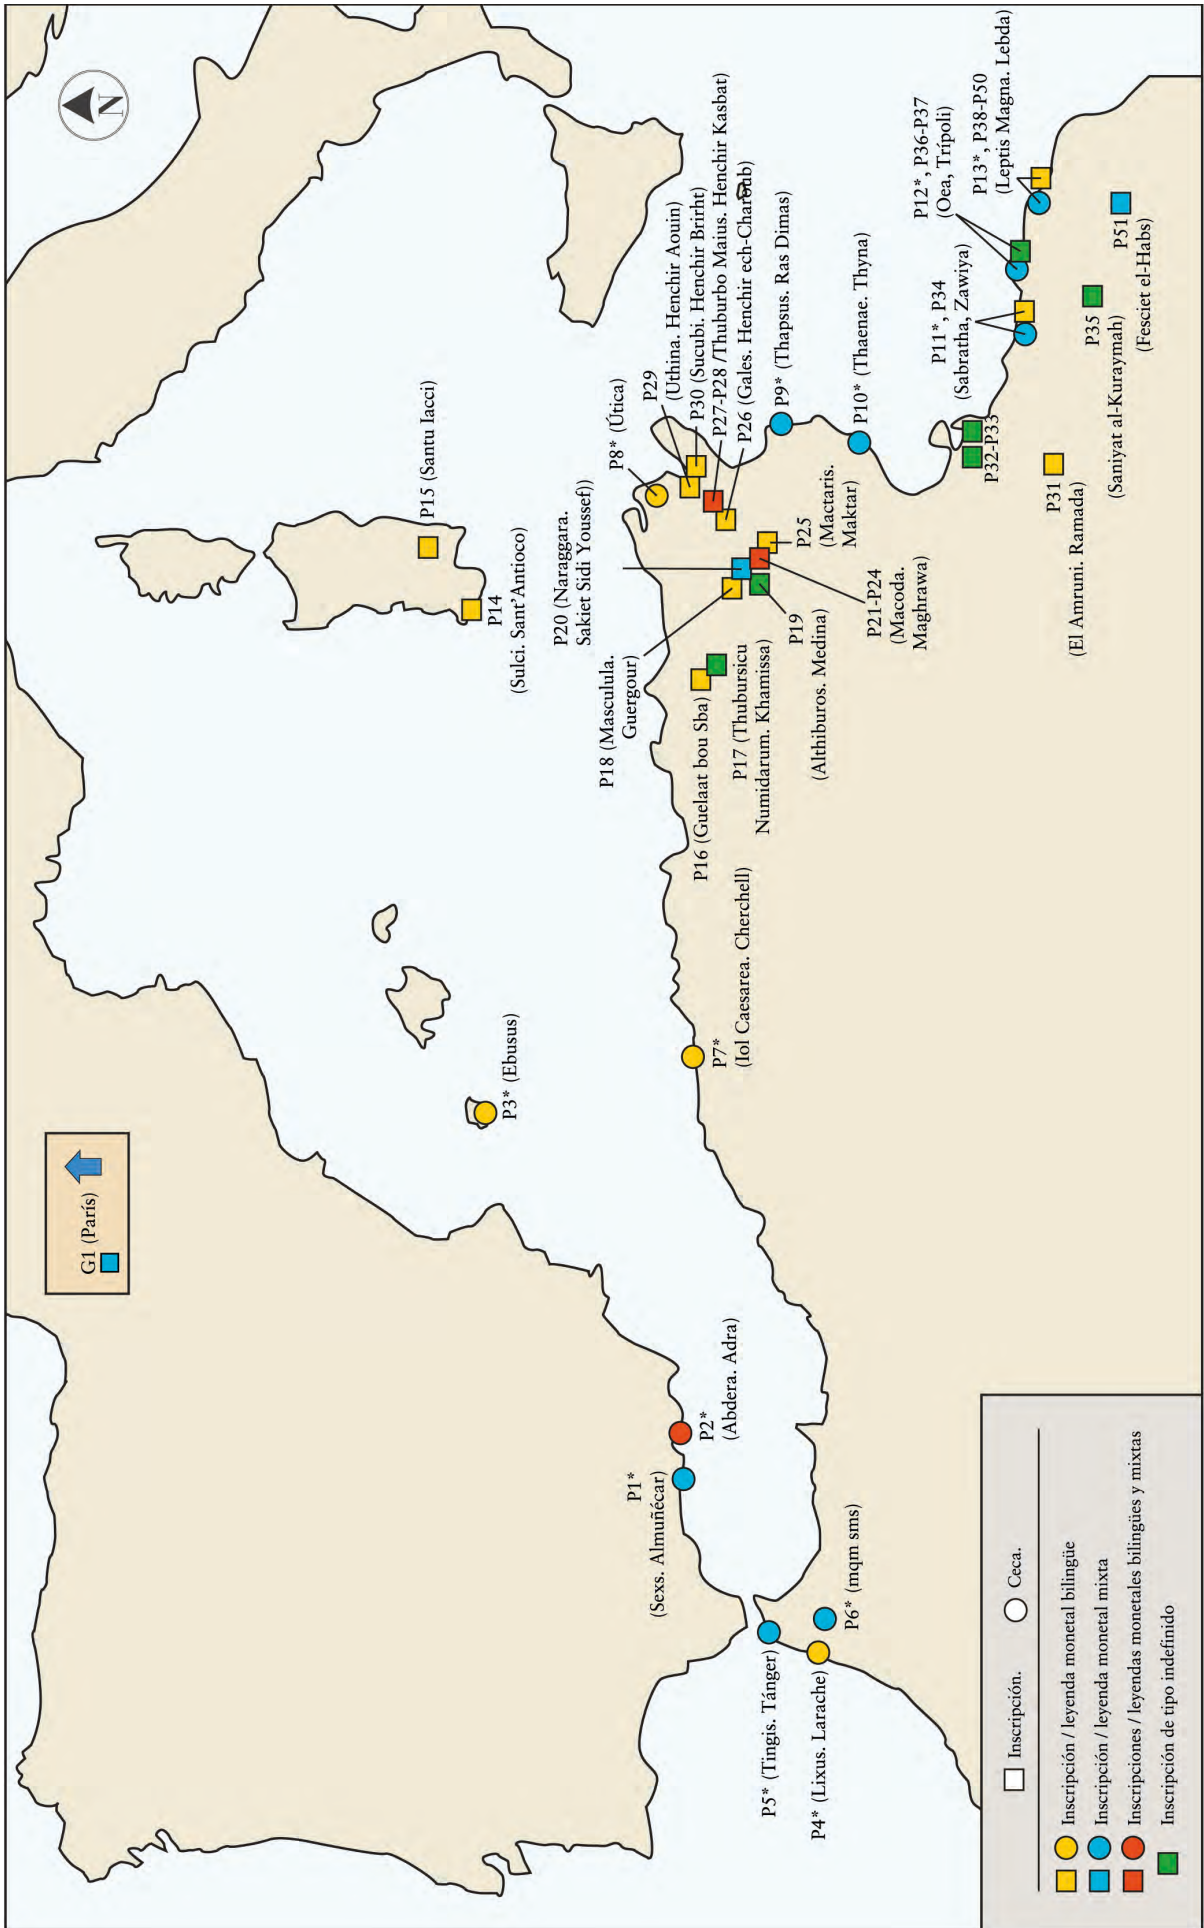 N
G1 (París)
P15 (Santu Iacci)
P14
(Sulci. Sant’Antioco)
P3* (Ebusus)
P1*
(Sexs. Almuñécar)
P2*
(Abdera. Adra)
P5* (Tingis. Tánger)
P4* (Lixus. Larache)
P6* (mqm sms)
P7*
(Iol Caesarea. Cherchell)
P16 (Guelaat bou Sba)
P17 (Thubursicu
Numidarum. Khamissa)
P18 (Masculula.
Guergour)
P19
(Althiburos. Medina)
P20 (Naraggara.
Sakiet Sidi Youssef))
P21-P24
(Macoda.
Maghrawa)
P25
(Mactaris.
Maktar)
P8* (Útica)
P29
(Uthina. Henchir Aouin)
P30 (Sucubi. Henchir Brirht)
P27-P28 /Thuburbo Maius. Henchir Kasbat)
P26 (Gales. Henchir ech-Charoub)
P9* (Thapsus. Ras Dimas)
P10* (Thaenae. Thyna)
P32-P33
P31
(El Amruni. Ramada)
P11*, P34
(Sabratha, Zawiya)
P12*, P36-P37
(Oea, Trípoli)
P13*, P38-P50
(Leptis Magna. Lebda)
P35
(Saniyat al-Kuraymah)
P51
(Fesciet el-Habs)
Inscripción.
Ceca.
Inscripción / leyenda monetal bilingüe
Inscripción / leyenda monetal mixta
Inscripciones / leyendas monetales bilingües y mixtas
Inscripción de tipo indefinido